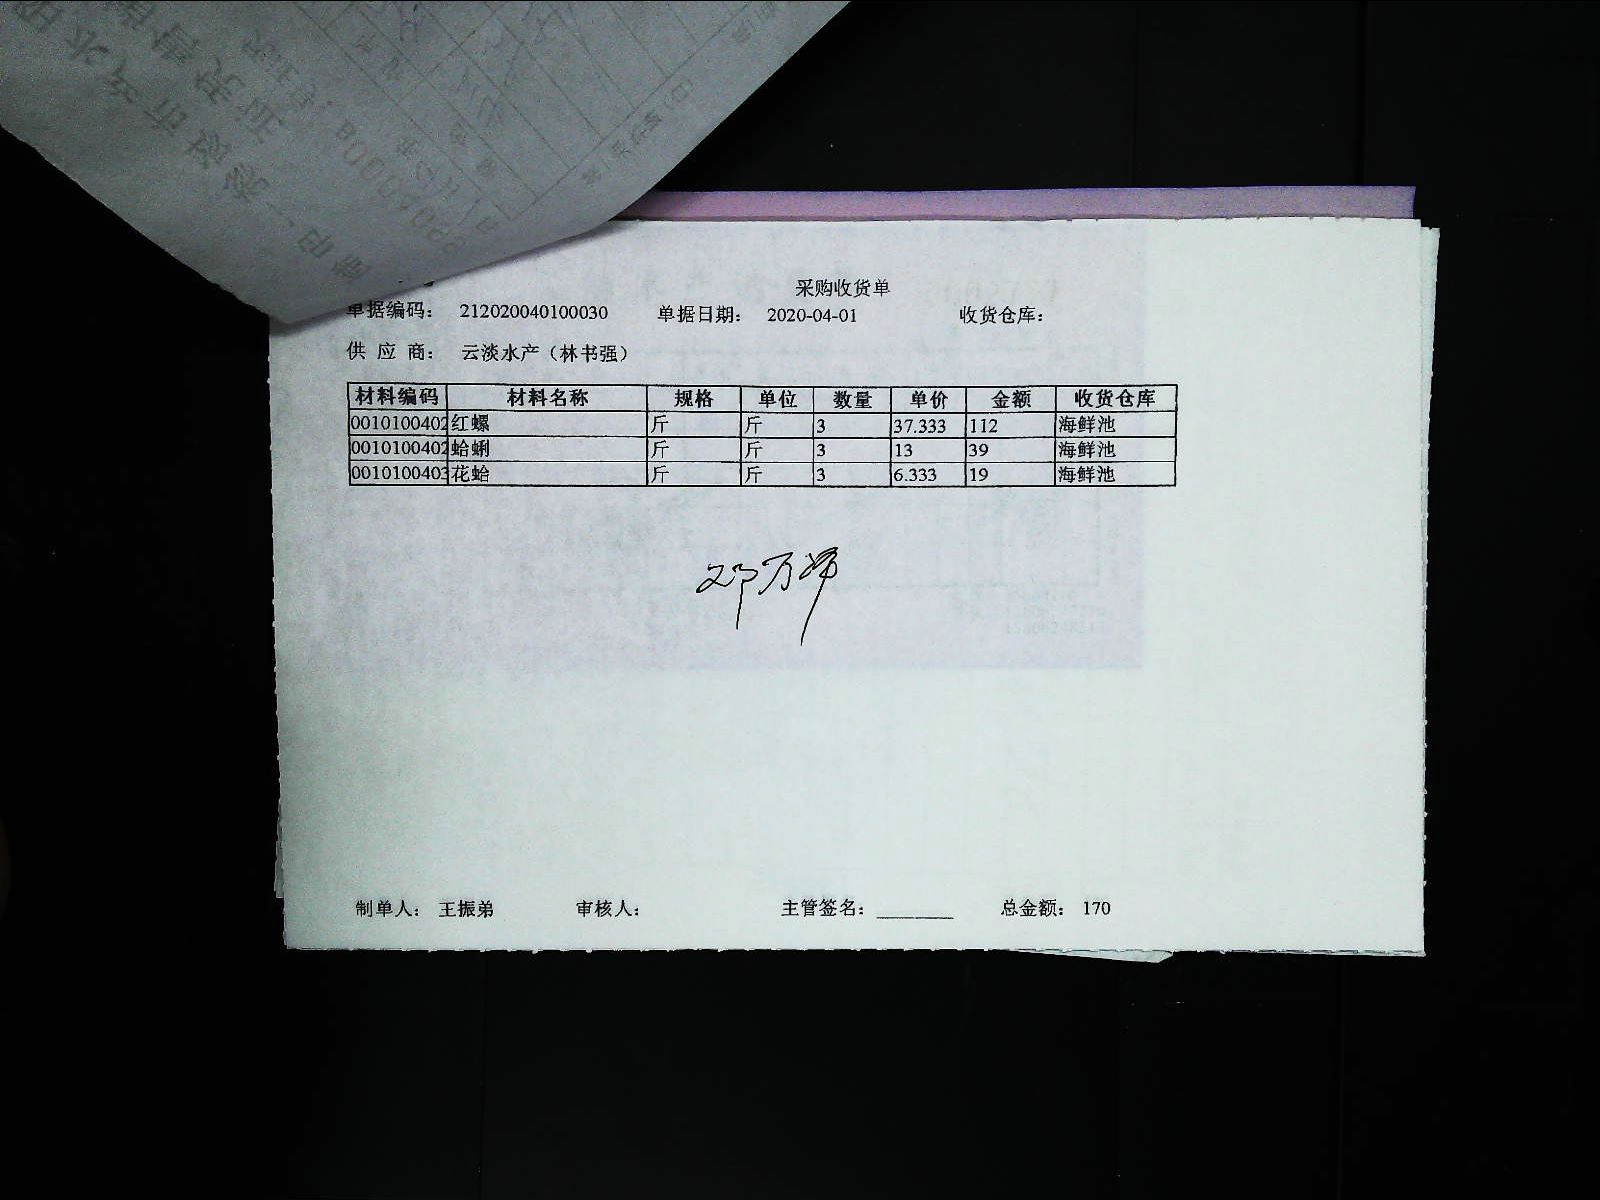 采购收货单
单据编码: 212020040100030 单据日期: 2020-04-01 收货仓库:
供 应 商: 云淡水产（林书强）
材料编码 材料名称 规格 单位 数量 单价 金额 收货仓库
0010100402 红螺 斤 斤 3 37.333 112 海鲜池
0010100402 蛤蜊 斤 斤 3 13 39 海鲜池
0010100403 花蛤 斤 斤 3 6.333 19 海鲜池
制单人: 王振弟 审核人: 主管签名: ________ 总金额: 170